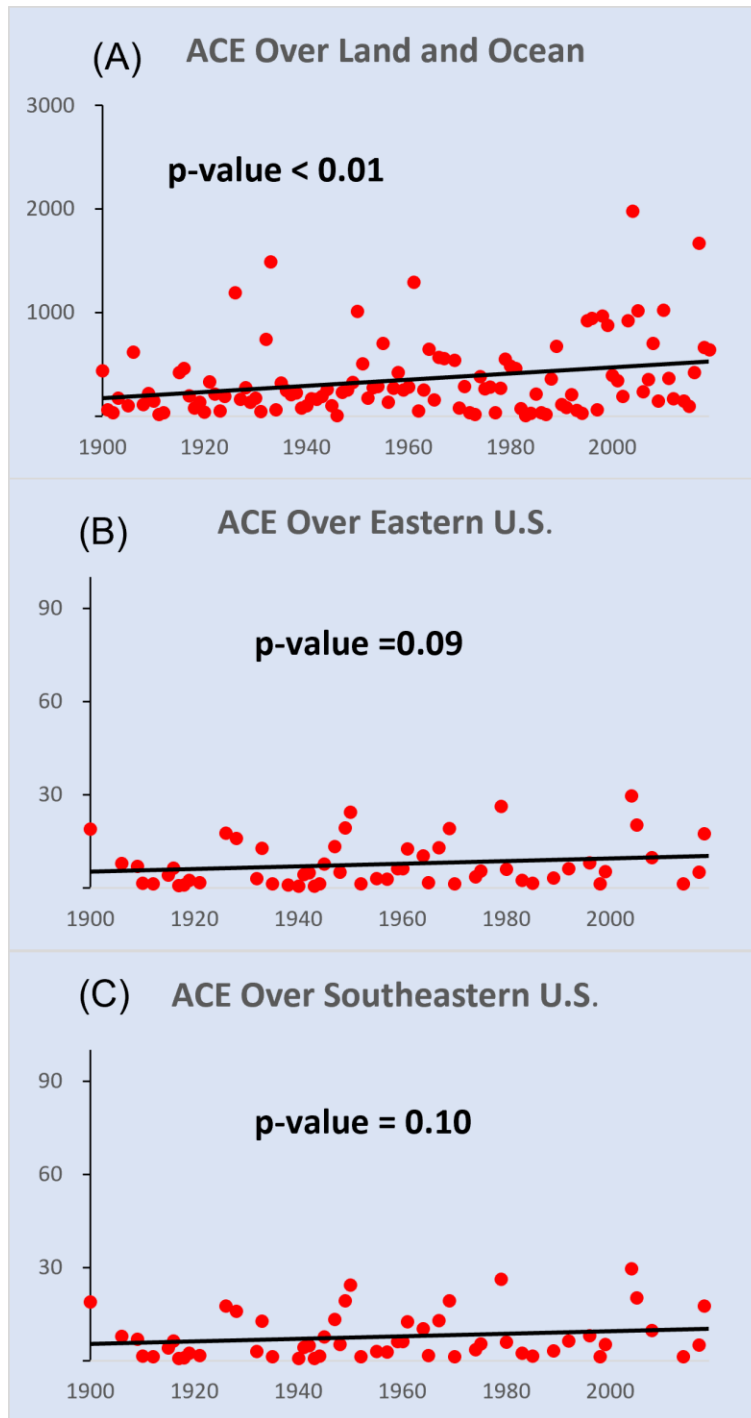 (A) ACE Over Land and Ocean
3000
p-value < 0.01
2000
1000
1900 1920 1940 1960 1980 2000
(B) ACE Over Eastern U.S.
90
p-value =0.09
60
30
1900 1920 1940 1960 1980 2000
(C) ACE Over Southeastern U.S.
90
p-value = 0.10
60
30
1900 1920 1940 1960 1980 2000